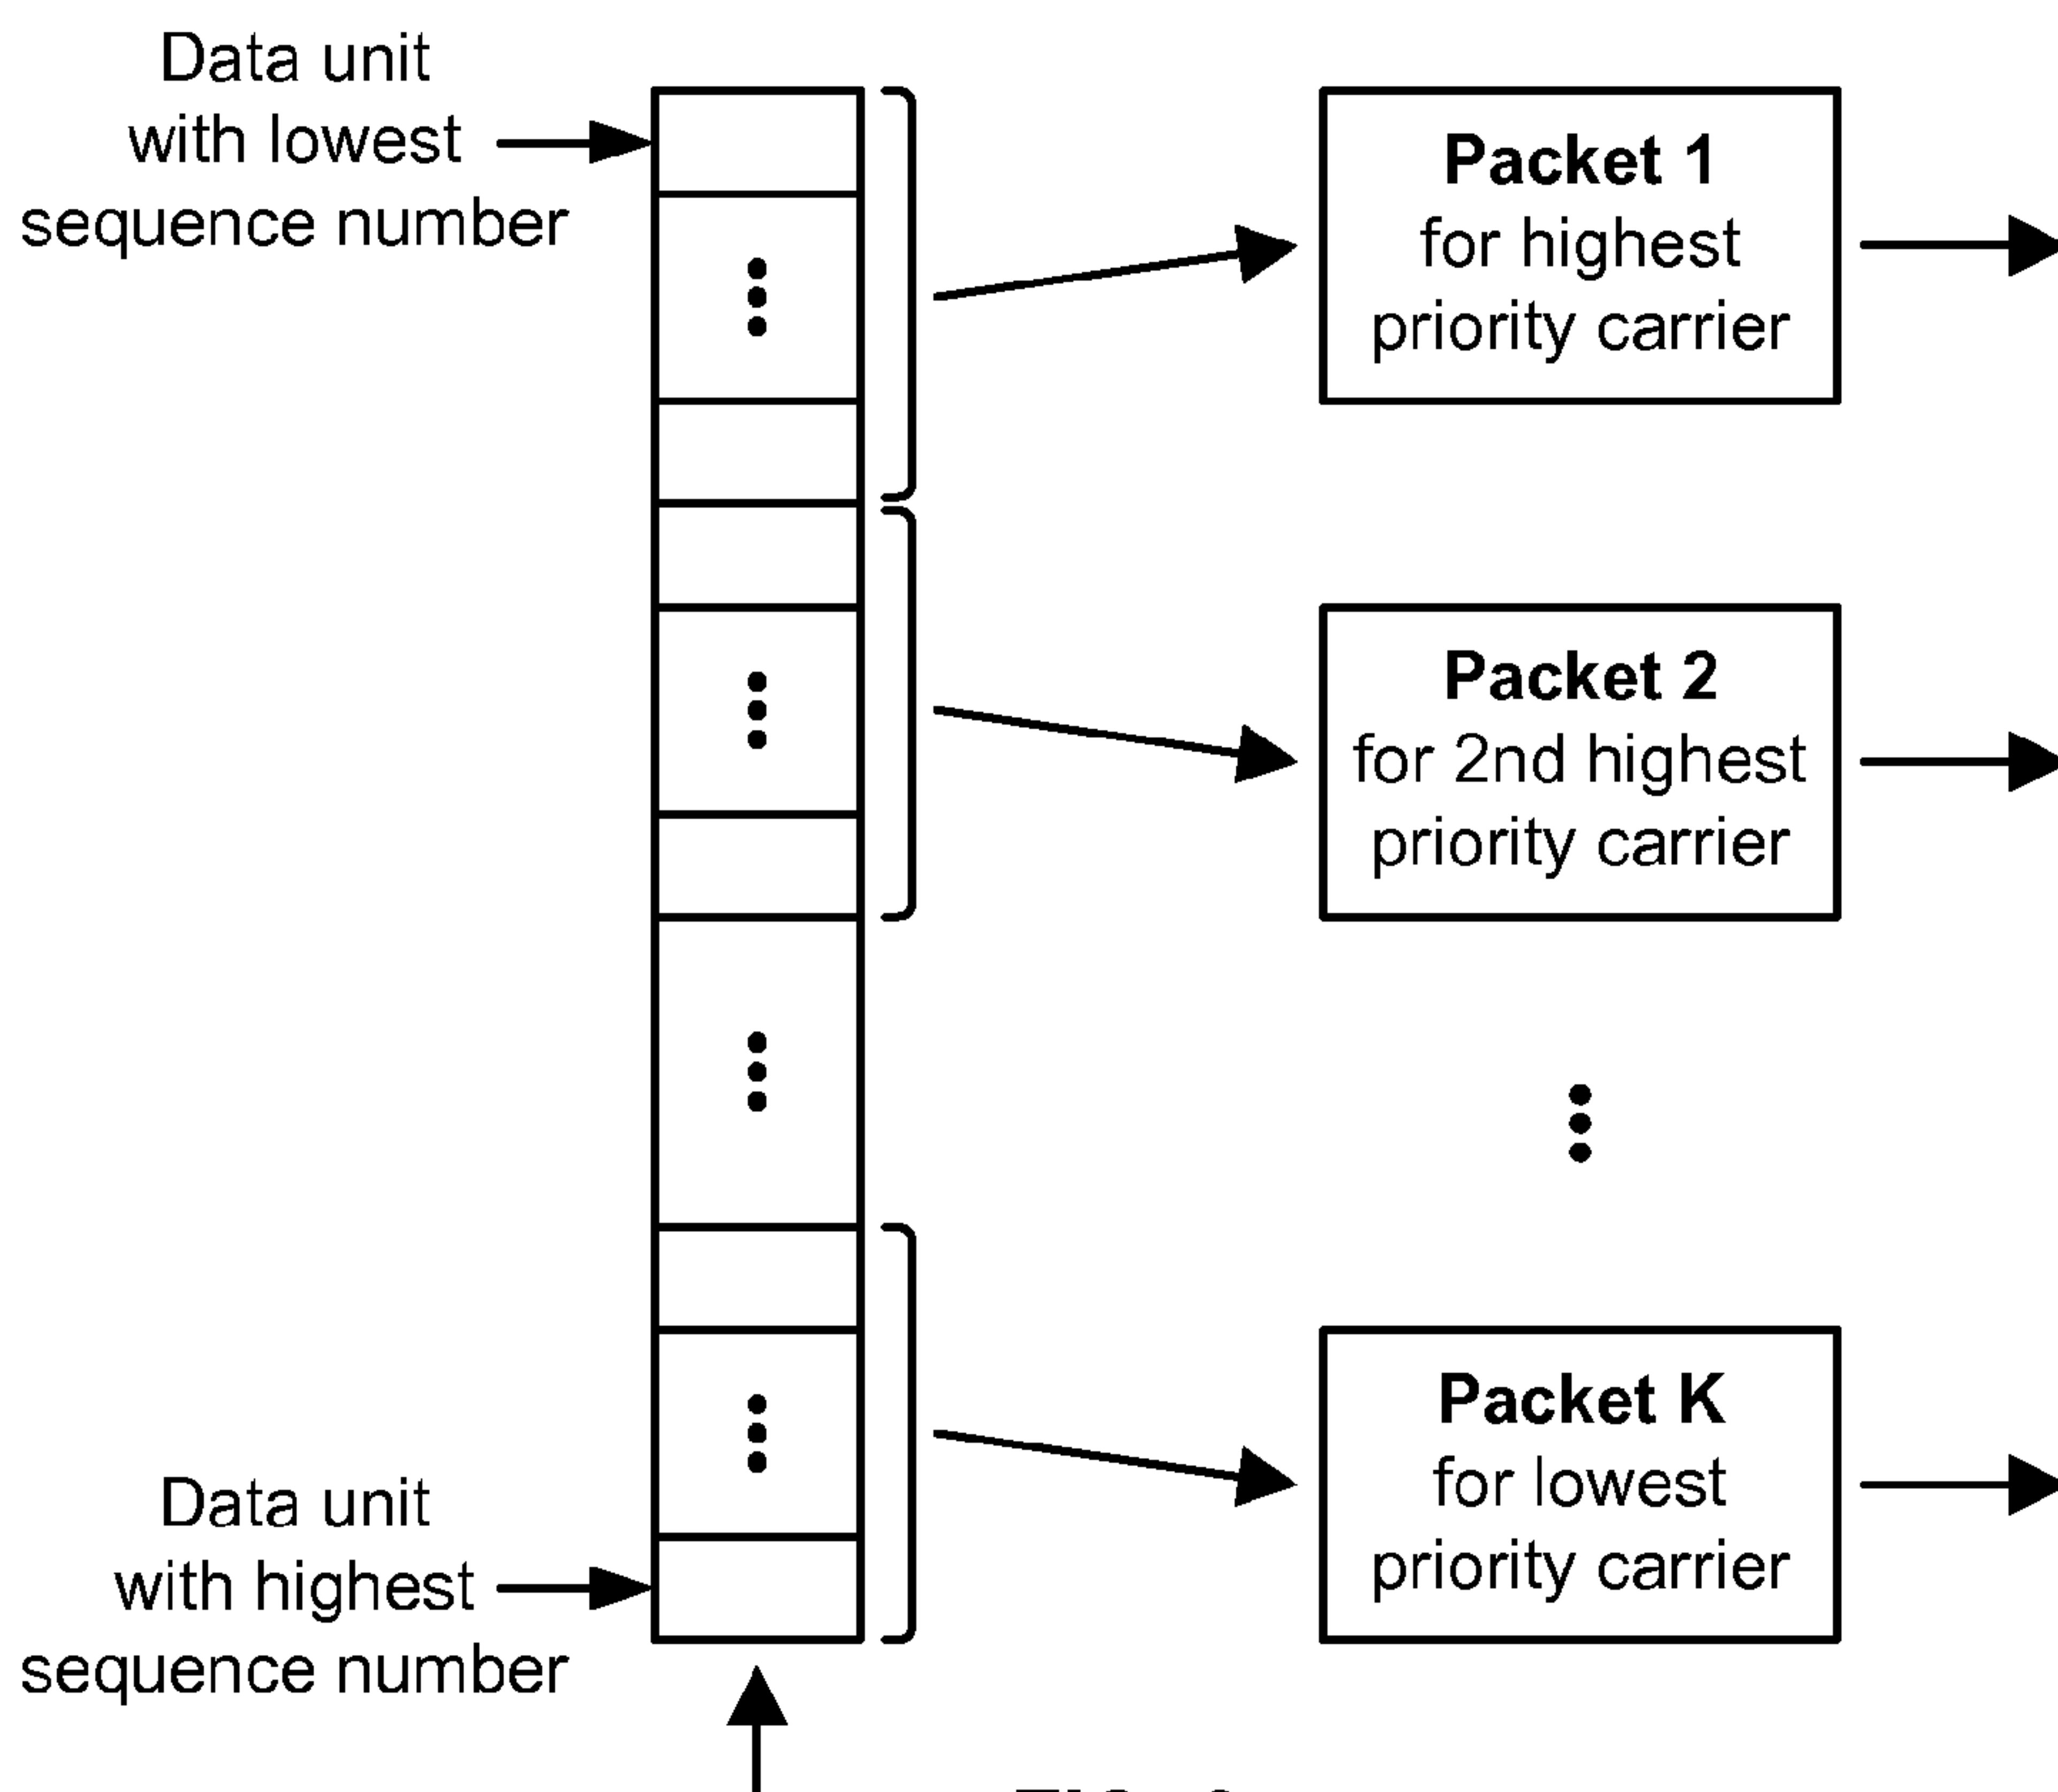 Data unit
with lowest
sequence number
Packet 1
for highest
priority carrier
Packet 2
for 2nd highest
priority carrier
Packet K
for lowest
priority carrier
Data unit
with highest
sequence number